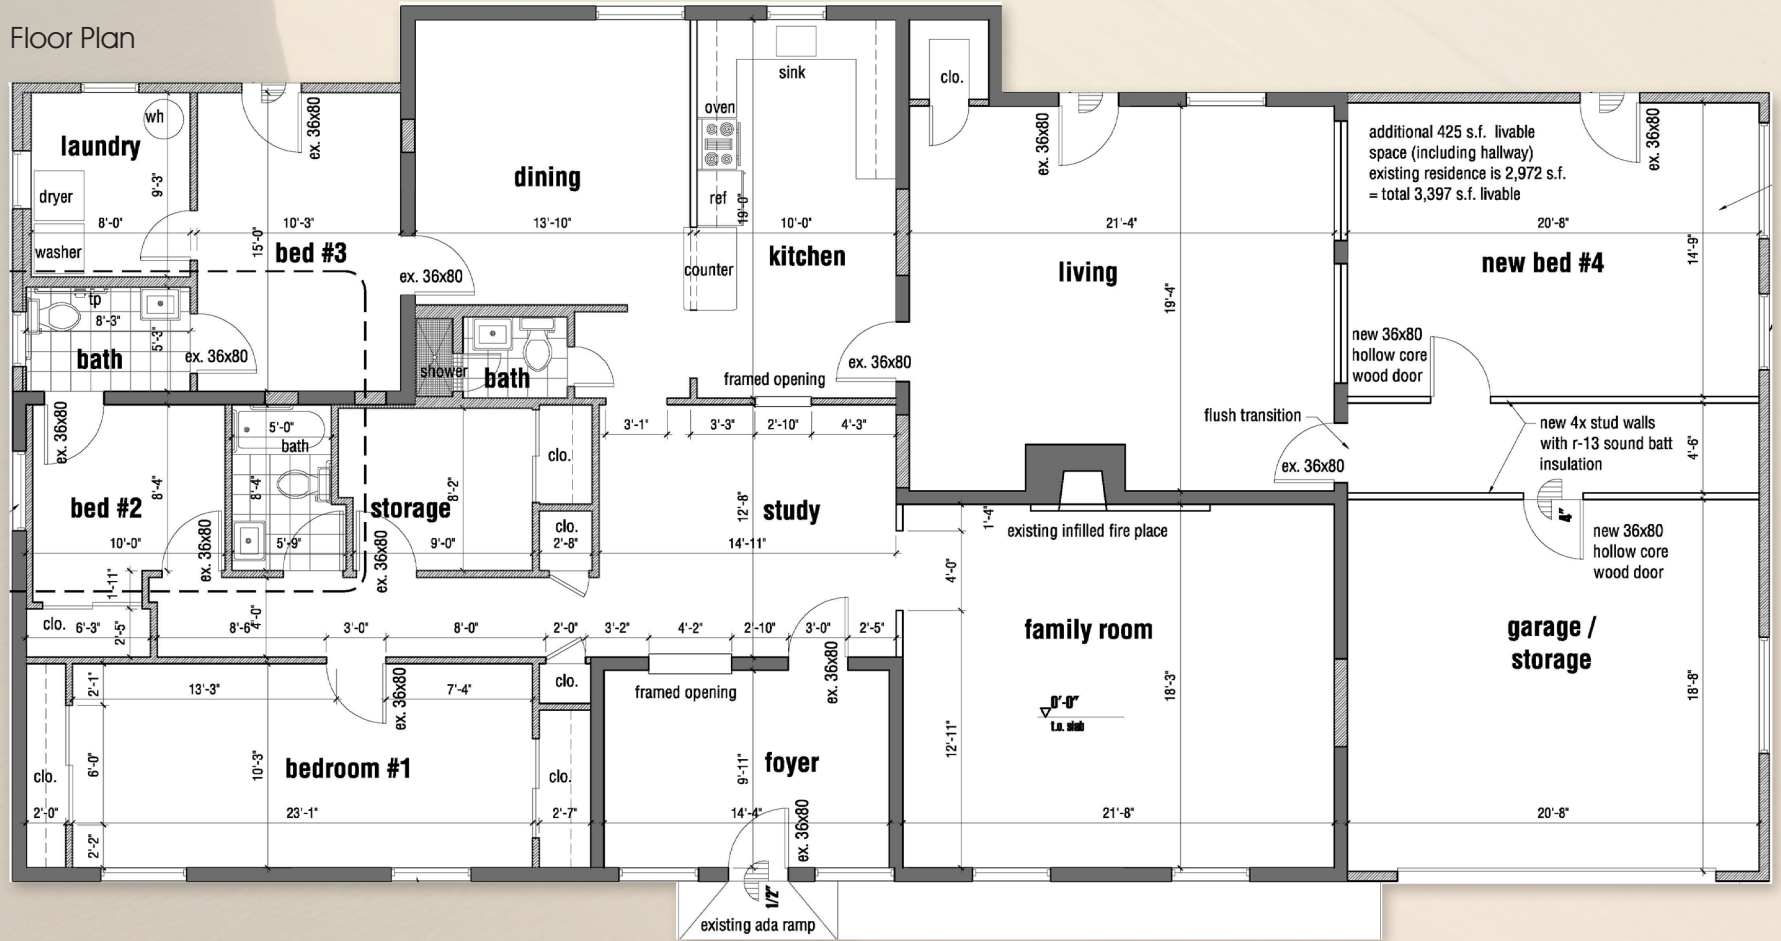 Floor Plan
laundry
wh
dryer
washer
8'-0"
9'-3"
ex. 36x80
10'-3"
15'-0"
bed #3
ex. 36x80
dining
13'-10"
oven
ref
19'-0"
counter
sink
10'-0"
kitchen
clo.
ex. 36x80
21'-4"
living
19'-4"
ex. 36x80
additional 425 s.f. livable
space (including hallway)
existing residence is 2,972 s.f.
= total 3,397 s.f. livable
ex. 36x80
20'-8"
new bed #4
14'-9"
new 36x80
hollow core
wood door
tp
8'-3"
5'-3"
bath
ex. 36x80
shower
bath
framed opening
3'-1"
3'-3"
2'-10"
4'-3"
flush transition
ex. 36x80
new 4x stud walls
with r-13 sound batt
insulation
4'-6"
ex. 36x80
bed #2
8'-4"
10'-0"
ex. 36x80
1'-11"
clo.
6'-3"
2'-5"
5'-0"
bath
8'-4"
5'-9"
storage
8'-2"
9'-0"
ex. 36x80
clo.
clo.
2'-8"
12'-8"
study
14'-11"
1'-4"
existing infilled fire place
4'-0"
4"
new 36x80
hollow core
wood door
8'-6"
4'-0"
3'-0"
8'-0"
2'-0"
3'-2"
4'-2"
2'-10"
3'-0"
2'-5"
family room
garage /
storage
clo.
2'-0"
2'-1"
6'-0"
2'-2"
13'-3"
ex. 36x80
7'-4"
bedroom #1
10'-3"
23'-1"
clo.
clo.
2'-7"
framed opening
ex. 36x80
foyer
9'-11"
14'-4"
ex. 36x80
0'-0"
t.o. slab
18'-3"
12'-11"
21'-8"
18'-8"
20'-8"
1/2"
existing ada ramp